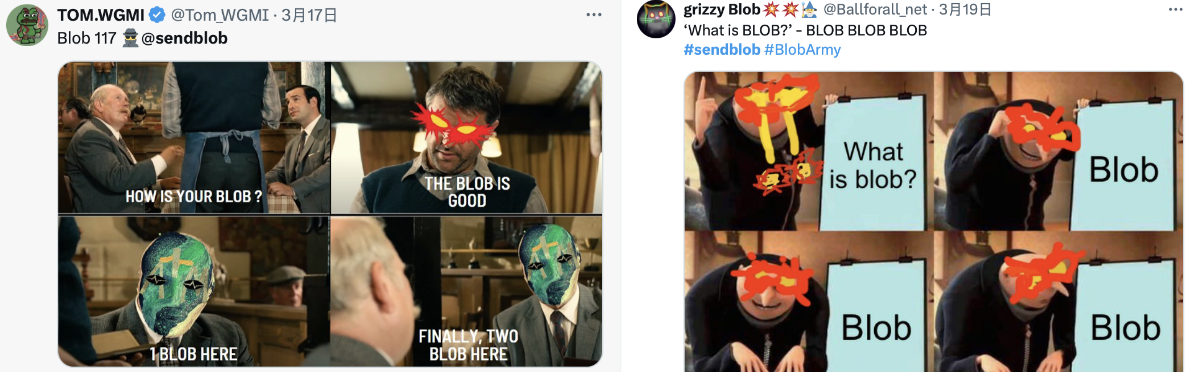 TOM.WGMI @Tom_WGMI · 3月17日
Blob 117 @sendblob
HOW IS YOUR BLOB ?
THE BLOB IS
GOOD
1 BLOB HERE
FINALLY, TWO
BLOB HERE
grizzy Blob @Ballforall_net · 3月19日
‘What is BLOB?’ - BLOB BLOB BLOB
#sendblob #BlobArmy
What
is blob?
Blob
Blob
Blob